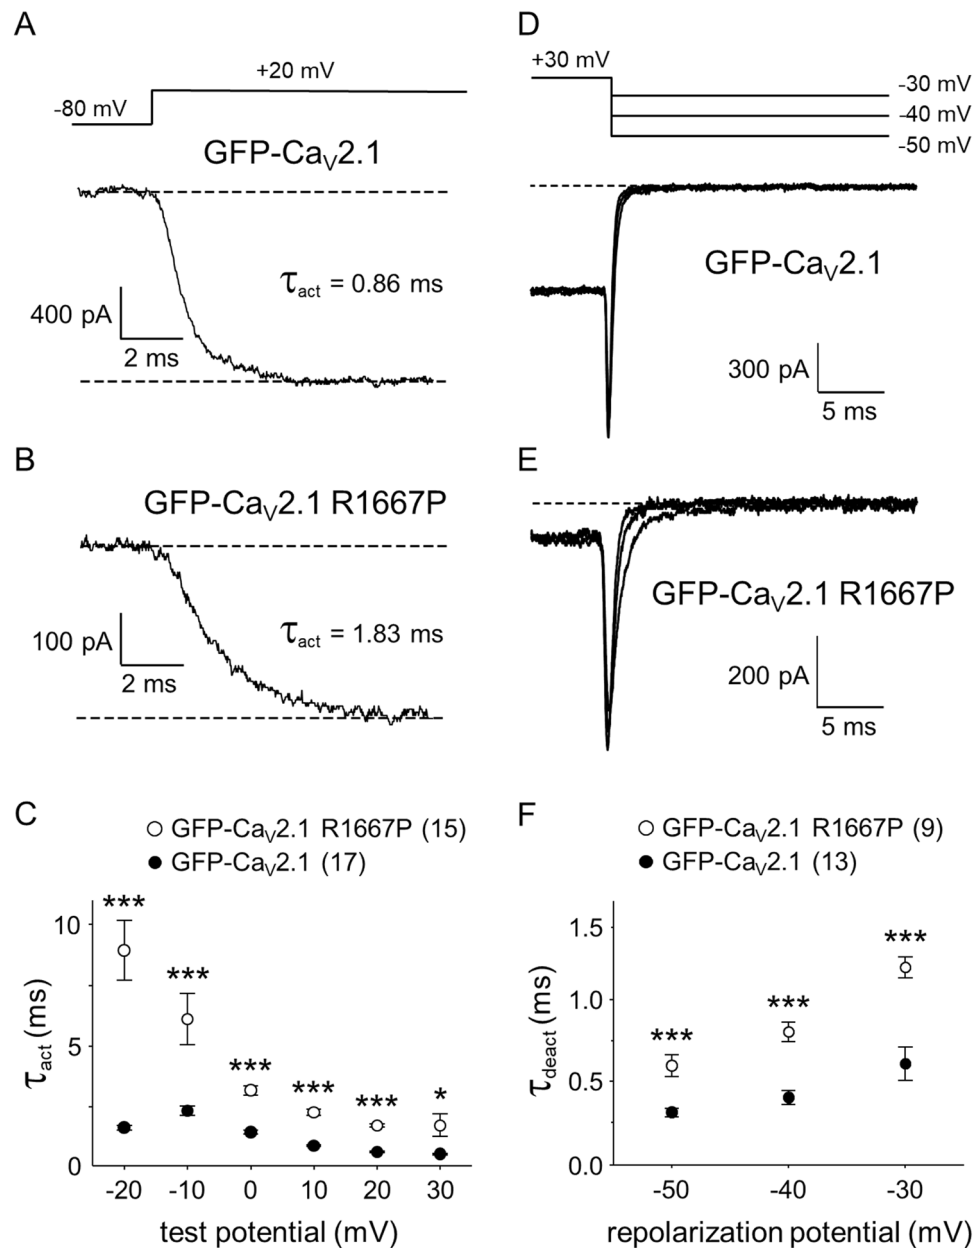 A
+20 mV
-80 mV
GFP-CaV2.1
τact = 0.86 ms
400 pA
2 ms
B
GFP-CaV2.1 R1667P
τact = 1.83 ms
100 pA
2 ms
C
GFP-CaV2.1 R1667P (15)
GFP-CaV2.1 (17)
***
***
***
***
***
*
10
5
0
τact (ms)
-20 -10 0 10 20 30
test potential (mV)
D
+30 mV
-30 mV
-40 mV
-50 mV
GFP-CaV2.1
300 pA
5 ms
E
GFP-CaV2.1 R1667P
200 pA
5 ms
F
GFP-CaV2.1 R1667P (9)
GFP-CaV2.1 (13)
***
***
***
1.5
1.0
0.5
0.0
τdeact (ms)
-50 -40 -30
repolarization potential (mV)